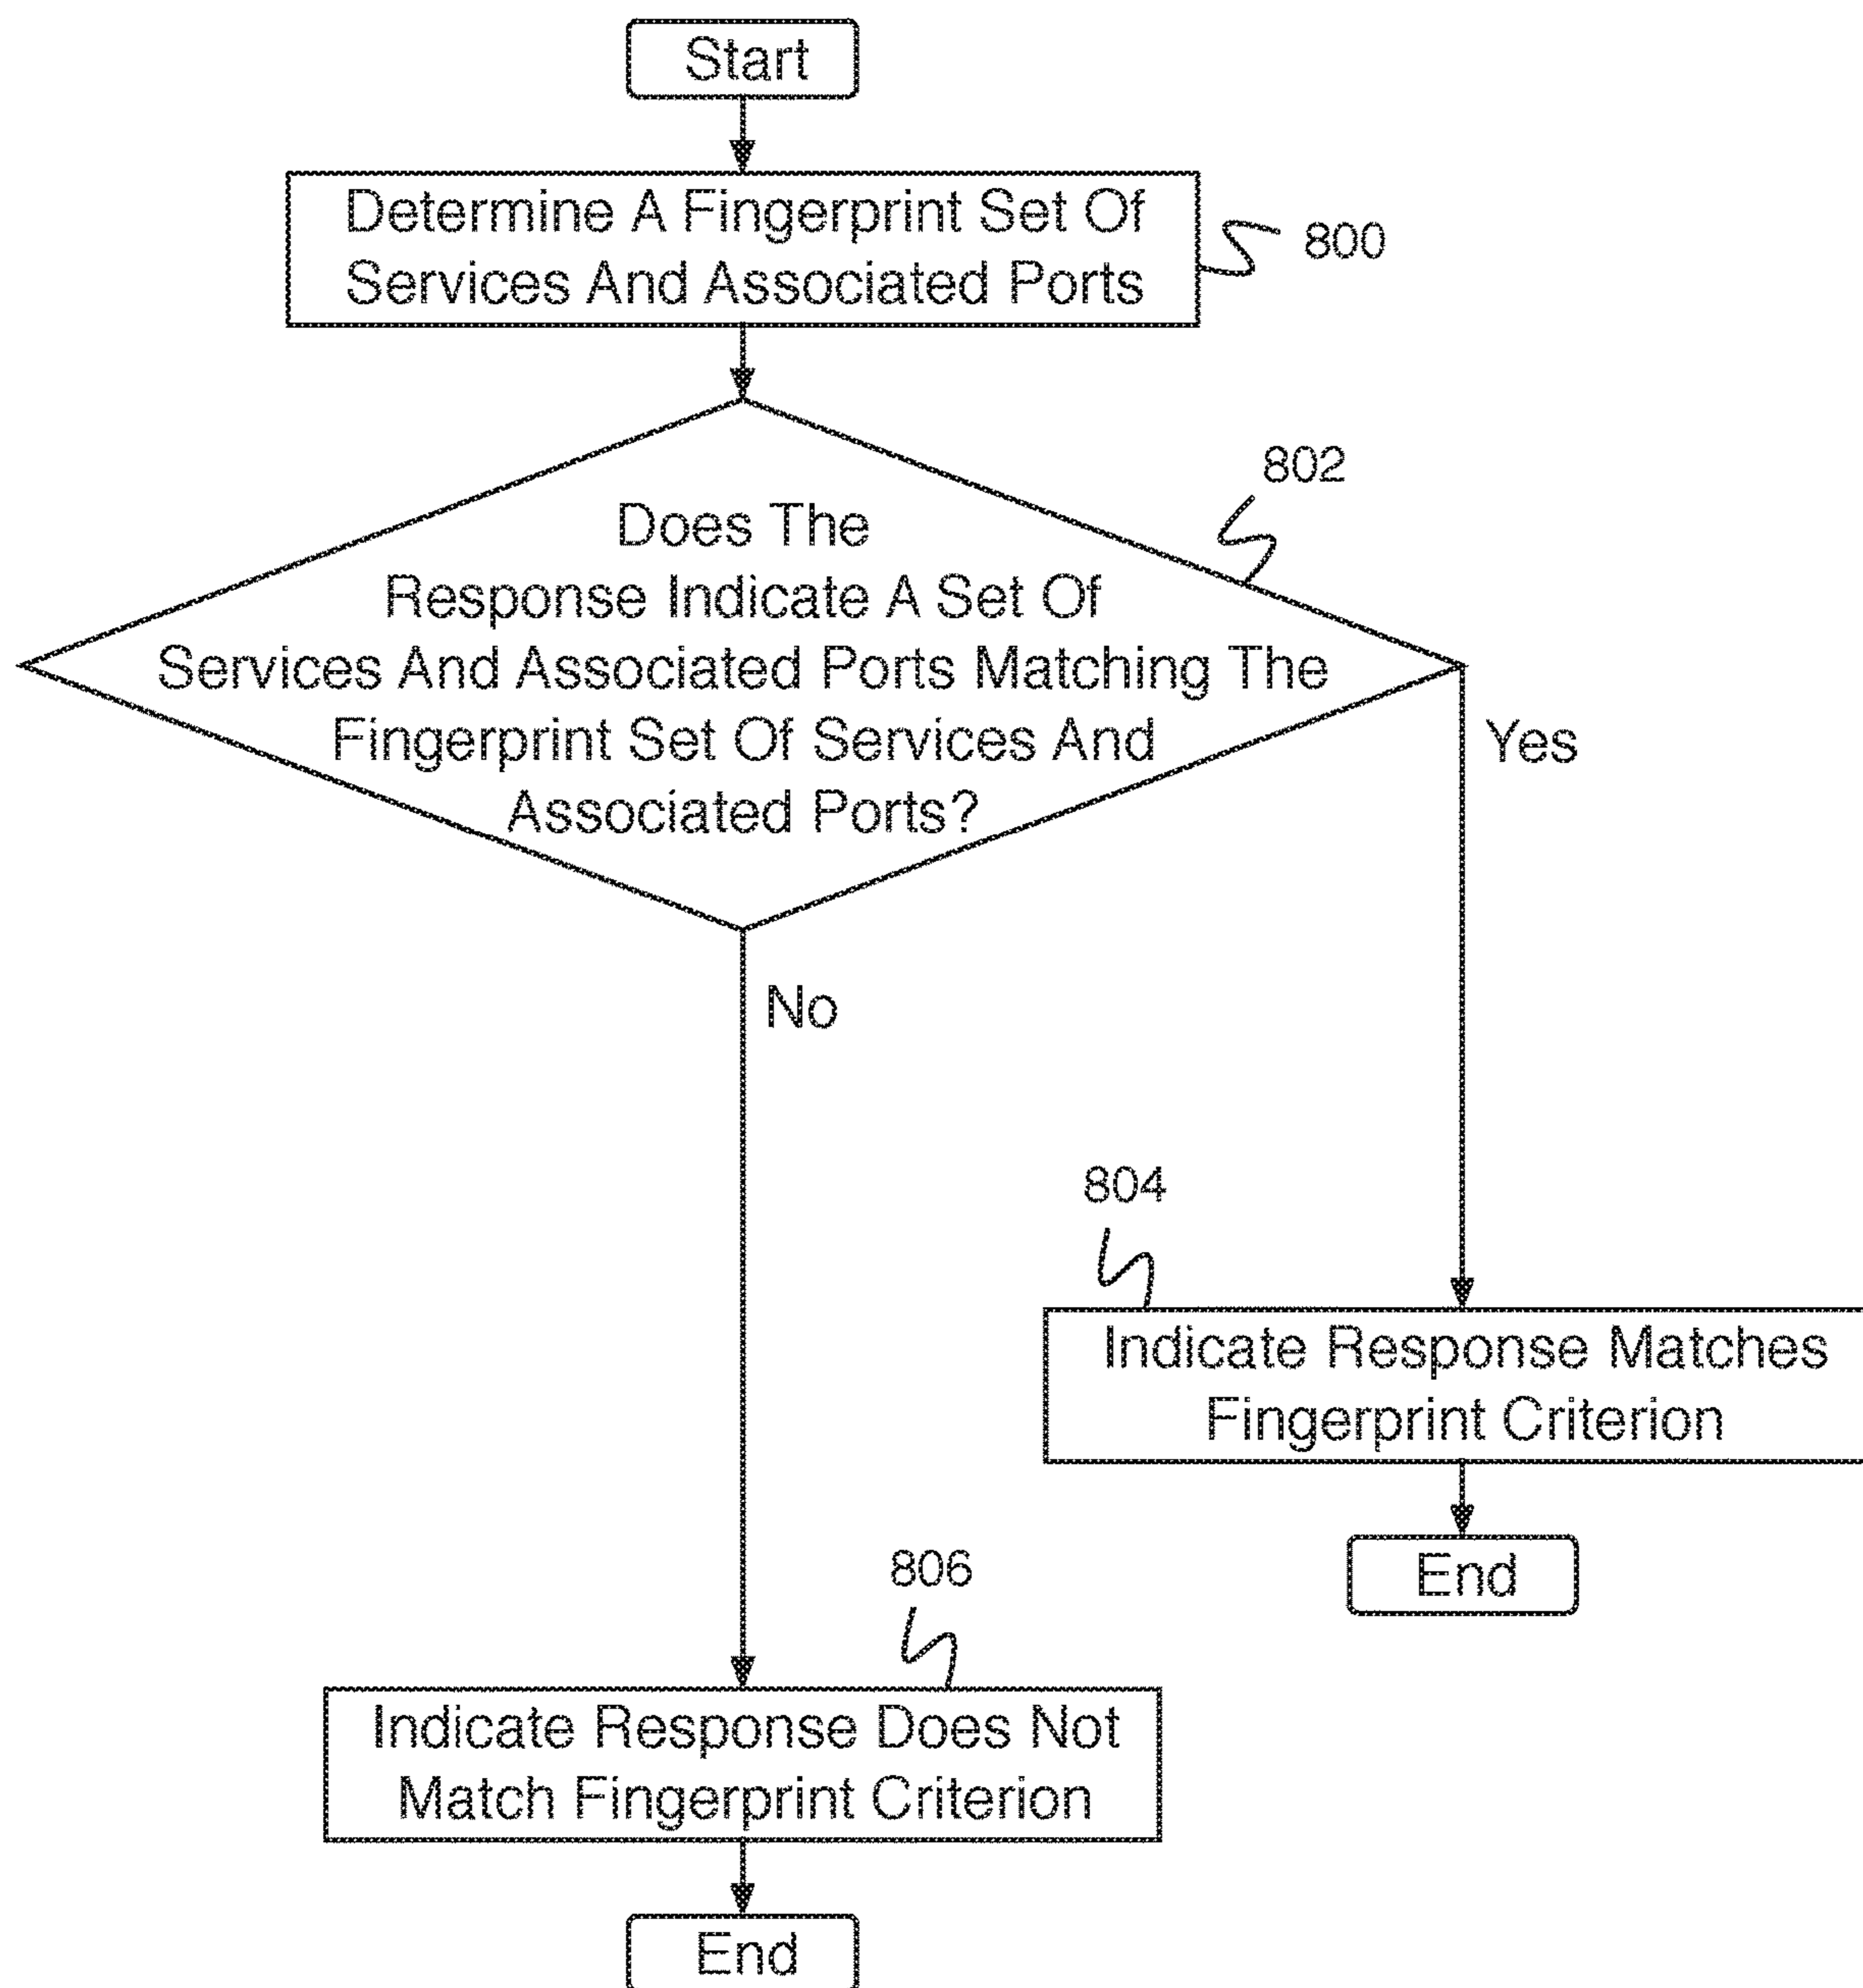 Start
Determine A Fingerprint Set Of
Services And Associated Ports
800
802
Does The
Response Indicate A Set Of
Services And Associated Ports Matching The
Fingerprint Set Of Services And
Associated Ports?
Yes
No
804
Indicate Response Matches
Fingerprint Criterion
End
806
Indicate Response Does Not
Match Fingerprint Criterion
End